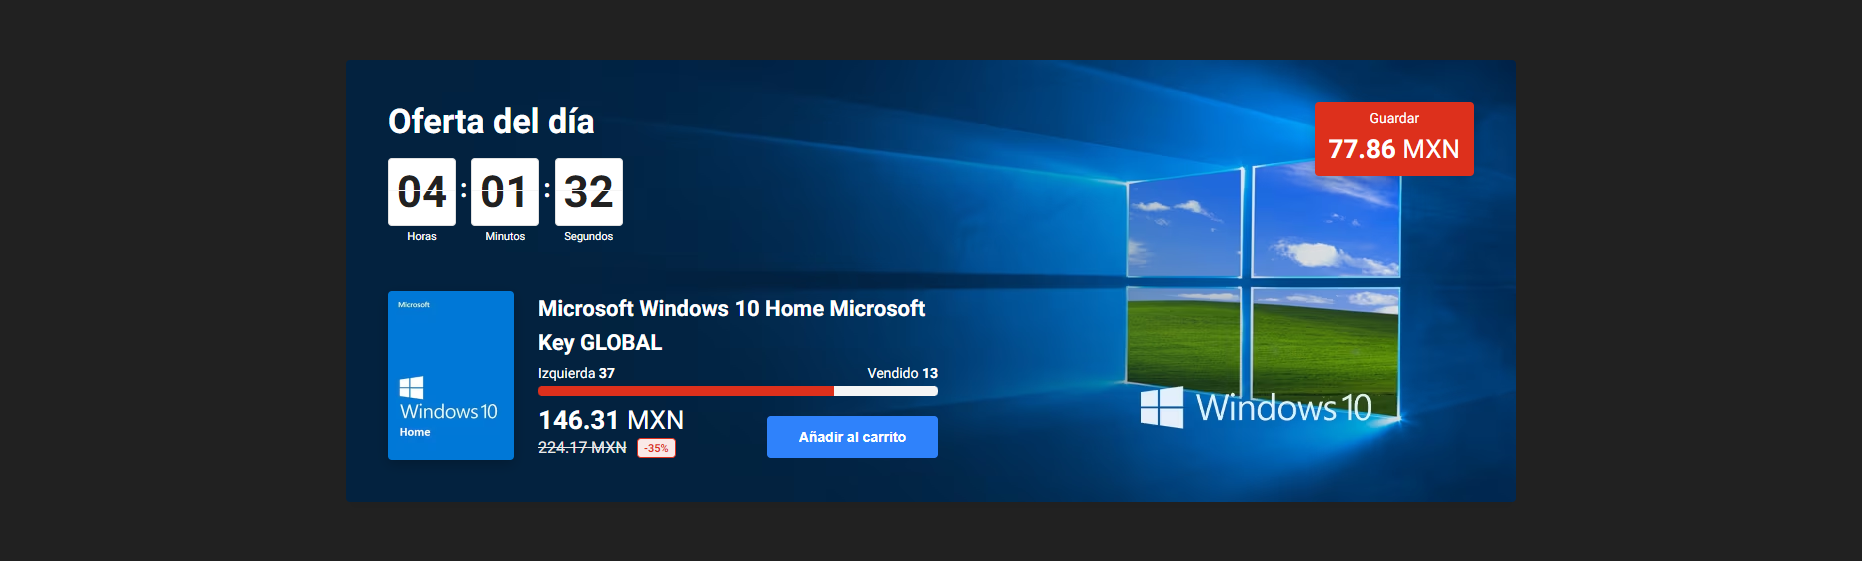 Oferta del día
Guardar
77.86 MXN
04 : 01 : 32
Horas Minutos Segundos
Microsoft
Windows 10
Home
Microsoft Windows 10 Home Microsoft
Key GLOBAL
Izquierda 37 Vendido 13
146.31 MXN
224.17 MXN -35%
Añadir al carrito
Windows 10